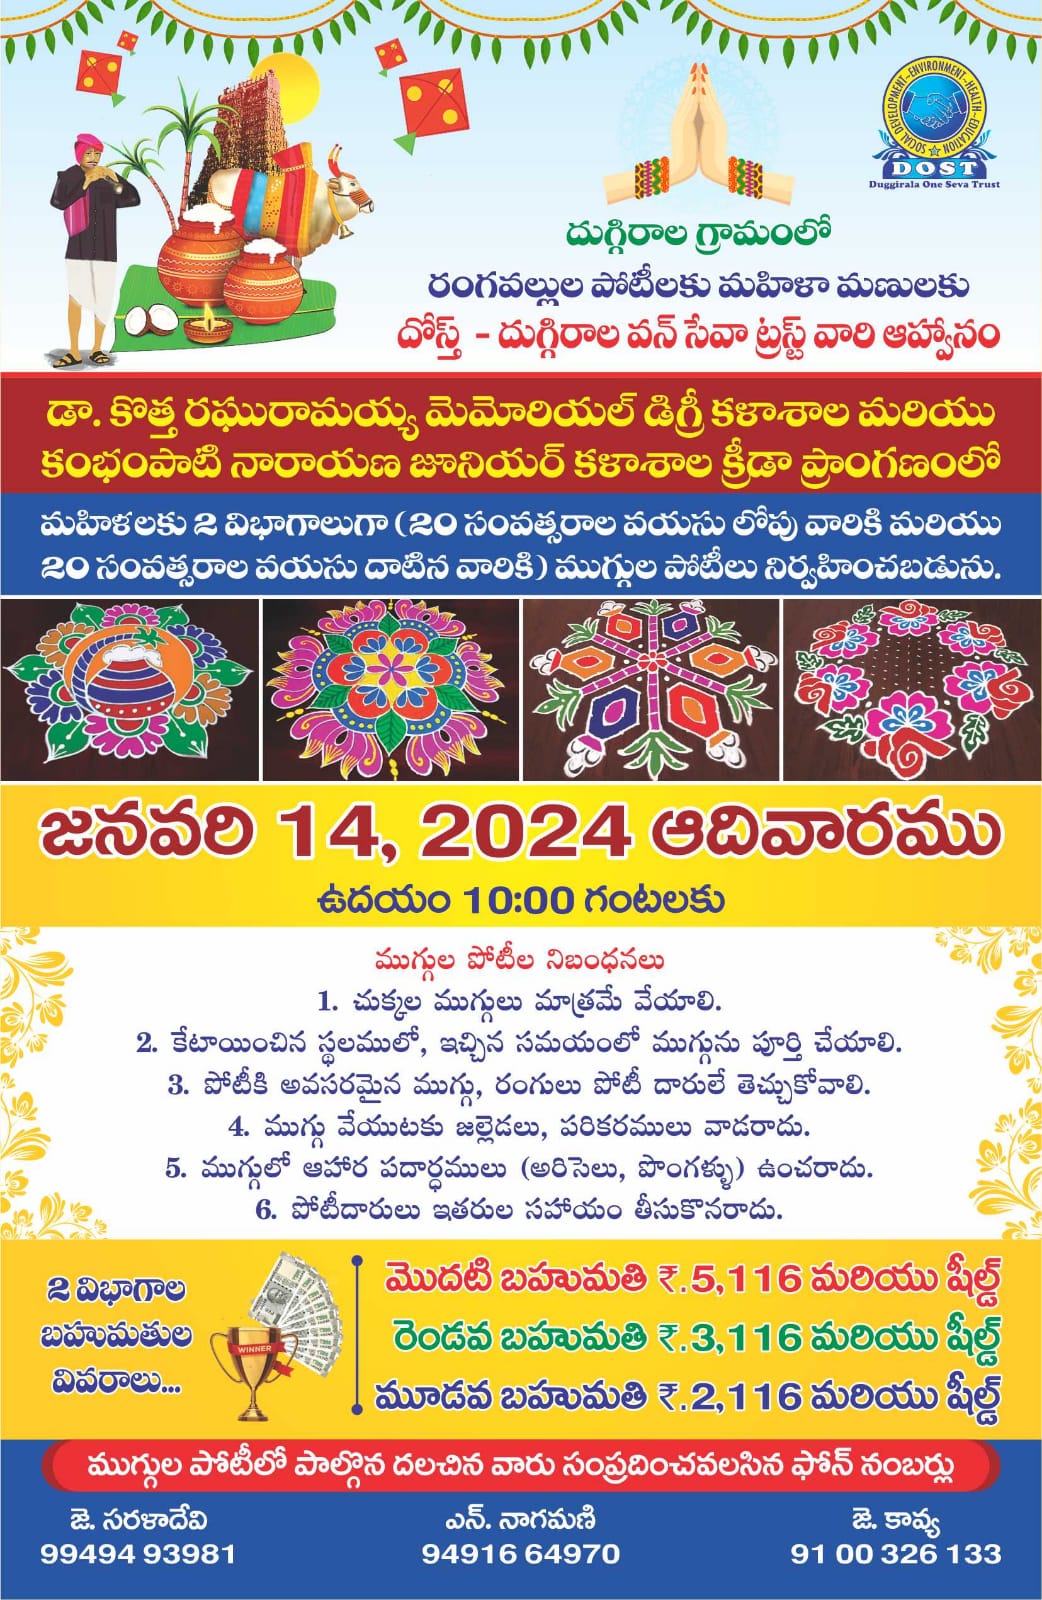 SOCIAL DEVELOPMENT-ENVIRONMENT-HEALTH-EDUCATION
DOST
Duggirala One Seva Trust
దుగ్గిరాల గ్రామంలో
రంగవల్లుల పోటీలకు మహిళా మణులకు
దోస్త్ - దుగ్గిరాల వన్ సేవా ట్రస్ట్ వారి ఆహ్వానం
డా. కొత్త రఘురామయ్య మెమోరియల్ డిగ్రీ కళాశాల మరియు
కంభంపాటి నారాయణ జూనియర్ కళాశాల క్రీడా ప్రాంగణంలో
మహిళలకు 2 విభాగాలుగా (20 సంవత్సరాల వయసు లోపు వారికి మరియు
20 సంవత్సరాల వయసు దాటిన వారికి) ముగ్గుల పోటీలు నిర్వహించబడును.
జనవరి 14, 2024 ఆదివారము
ఉదయం 10:00 గంటలకు
ముగ్గుల పోటీల నిబంధనలు
1. చుక్కల ముగ్గులు మాత్రమే వేయాలి.
2. కేటాయించిన స్థలములో, ఇచ్చిన సమయంలో ముగ్గును పూర్తి చేయాలి.
3. పోటీకి అవసరమైన ముగ్గు, రంగులు పోటీ దారులే తెచ్చుకోవాలి.
4. ముగ్గు వేయుటకు జల్లెడలు, పరికరములు వాడరాదు.
5. ముగ్గులో ఆహార పదార్ధములు (అరిసెలు, పొంగళ్ళు) ఉంచరాదు.
6. పోటీదారులు ఇతరుల సహాయం తీసుకొనరాదు.
2 విభాగాల
బహుమతుల
వివరాలు...
WINNER
మొదటి బహుమతి ₹.5,116 మరియు షీల్డ్
రెండవ బహుమతి ₹.3,116 మరియు షీల్డ్
మూడవ బహుమతి ₹.2,116 మరియు షీల్డ్
ముగ్గుల పోటీలో పాల్గొన దలచిన వారు సంప్రదించవలసిన ఫోన్ నంబర్లు
జె. సరళాదేవి
99494 93981
ఎన్. నాగమణి
94916 64970
జె. కావ్య
91 00 326 133